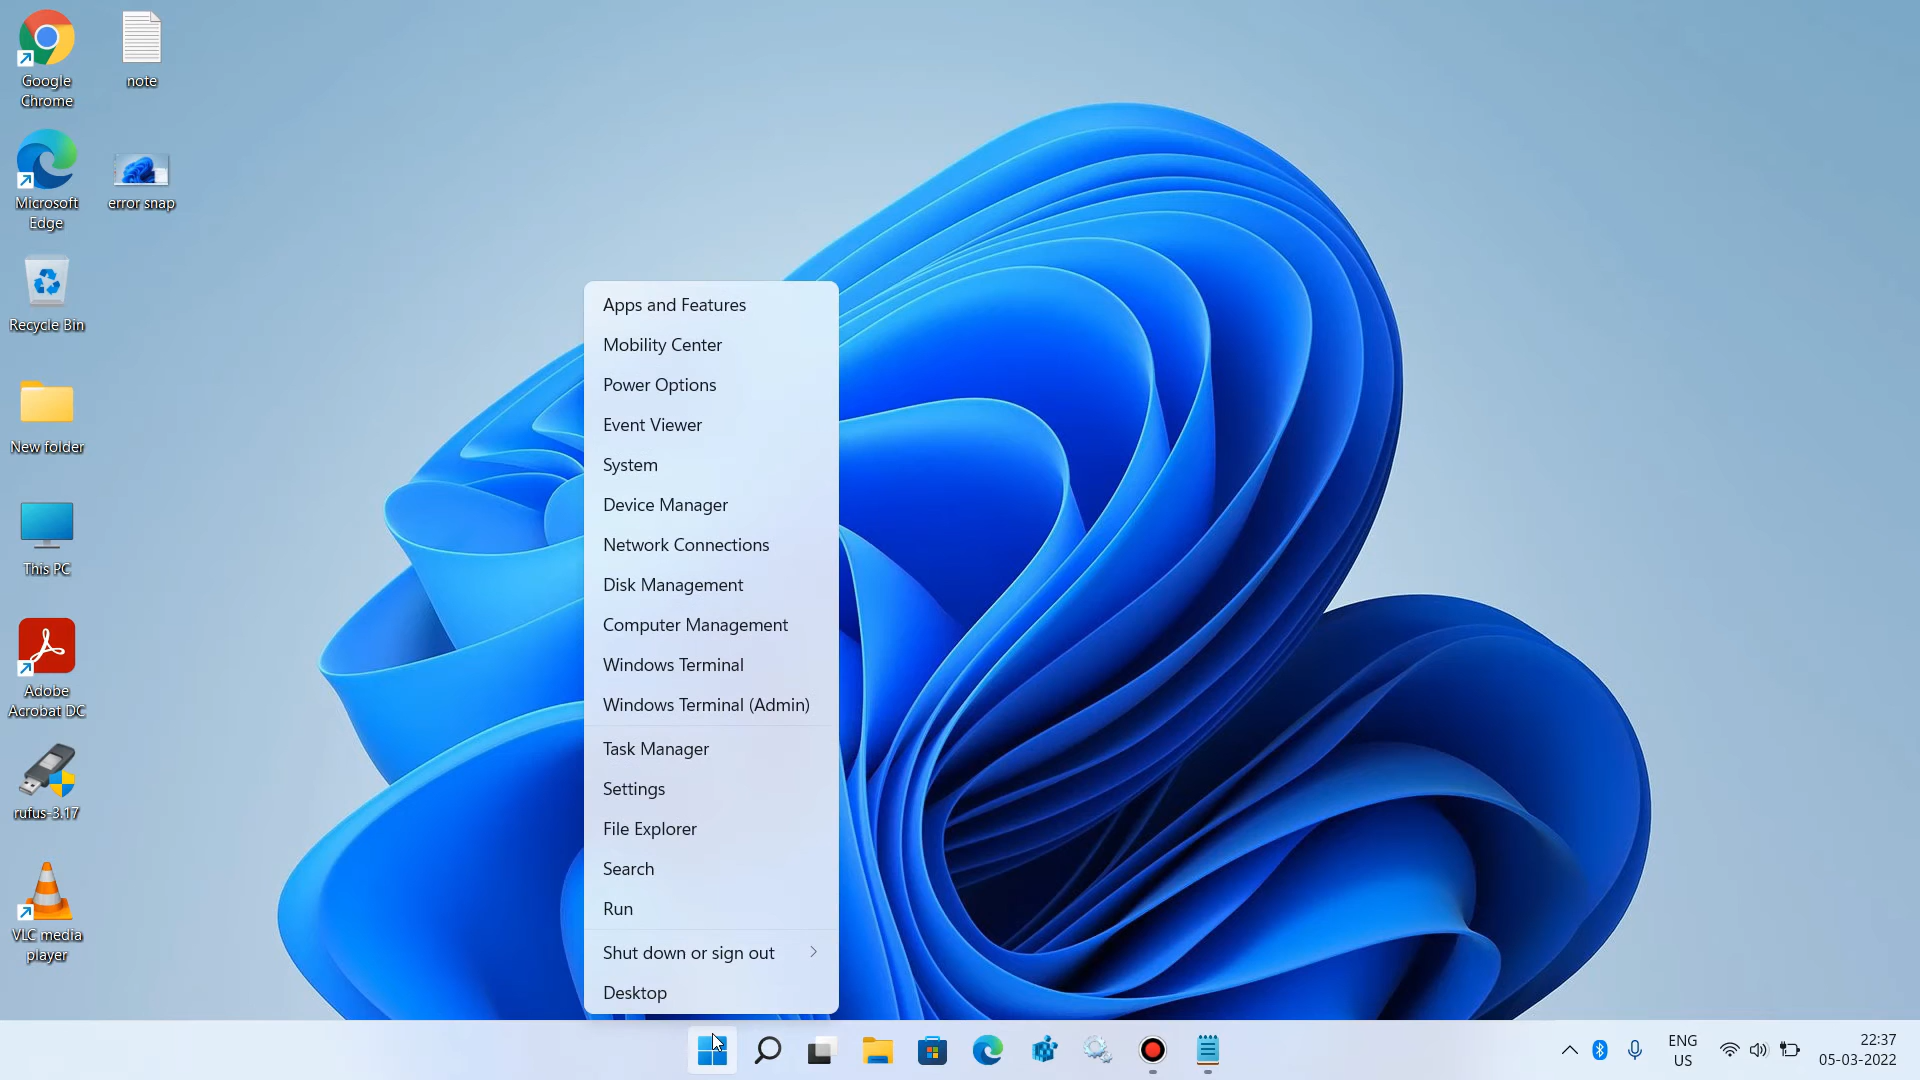 Google
Chrome
note
Microsoft
Edge
error snap
Recycle Bin
New folder
This PC
Adobe
Acrobat DC
rufus-3.17
VLC media
player
Apps and Features
Mobility Center
Power Options
Event Viewer
System
Device Manager
Network Connections
Disk Management
Computer Management
Windows Terminal
Windows Terminal (Admin)
Task Manager
Settings
File Explorer
Search
Run
Shut down or sign out
Desktop
ENG
US
22:37
05-03-2022